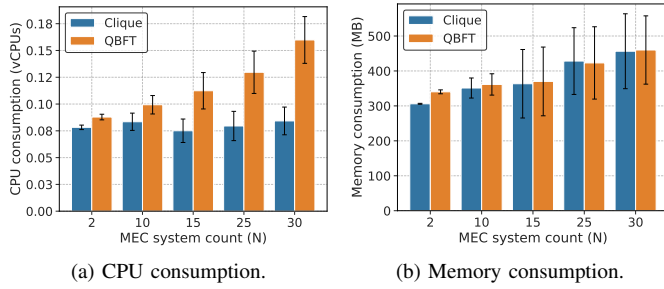 CPU consumption (vCPUs)
0.18
0.15
0.13
0.10
0.08
0.05
0.03
0.00
Clique
QBFT
2 10 15 25 30
MEC system count (N)
(a) CPU consumption.
Memory consumption (MB)
500
400
300
200
100
0
Clique
QBFT
2 10 15 25 30
MEC system count (N)
(b) Memory consumption.